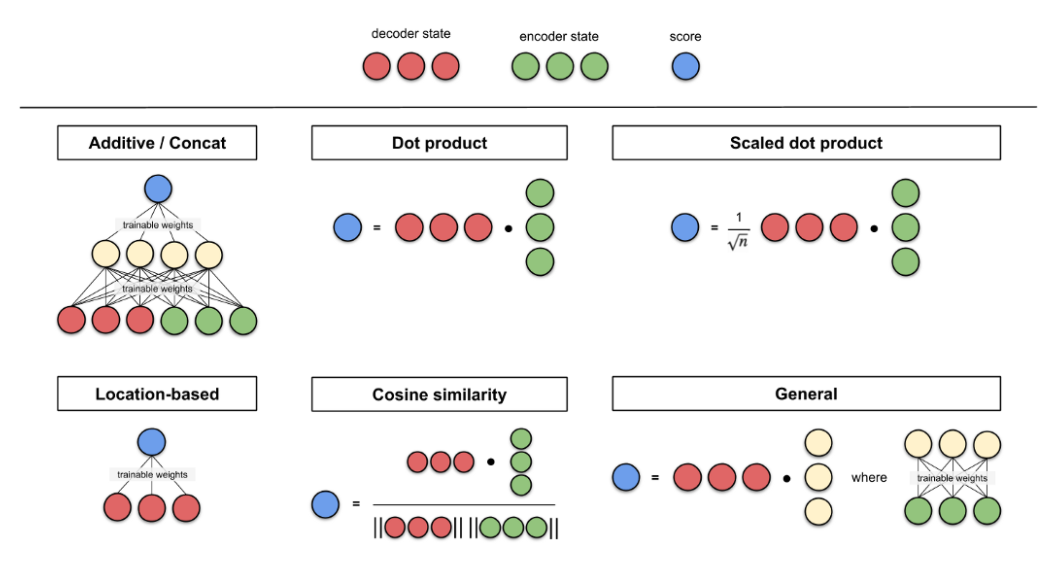 decoder state
encoder state
score
Additive / Concat
Dot product
Scaled dot product
trainable weights
trainable weights
=
•
= 1/√n
•
Location-based
Cosine similarity
General
trainable weights
•
=
|| || || ||
=
•
where
trainable weights